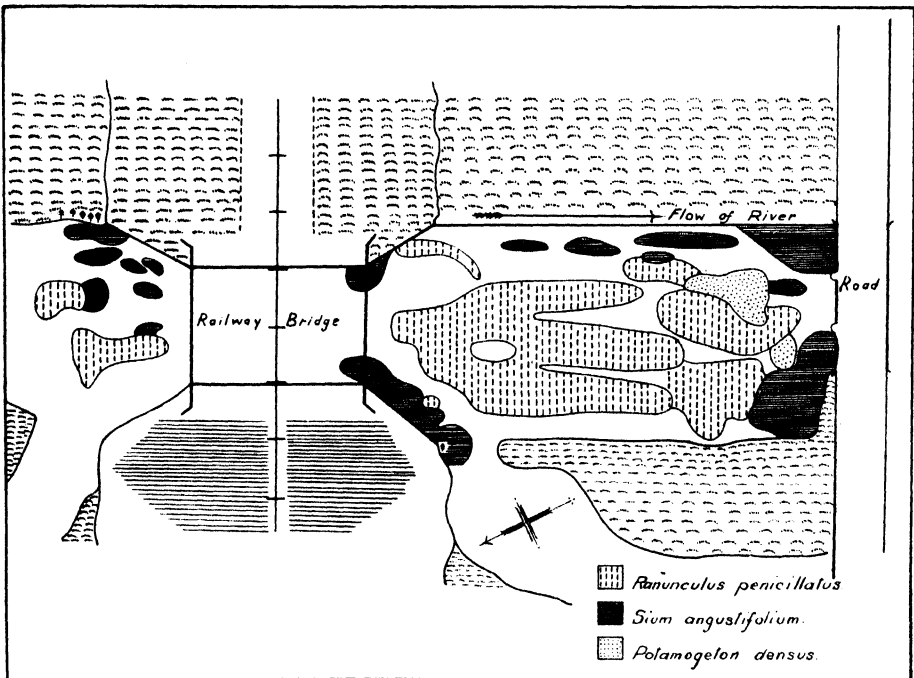 Flow of River
Road
Railway Bridge
Ranunculus penicillatus
Sium angustifolium.
Potamogeton densus.